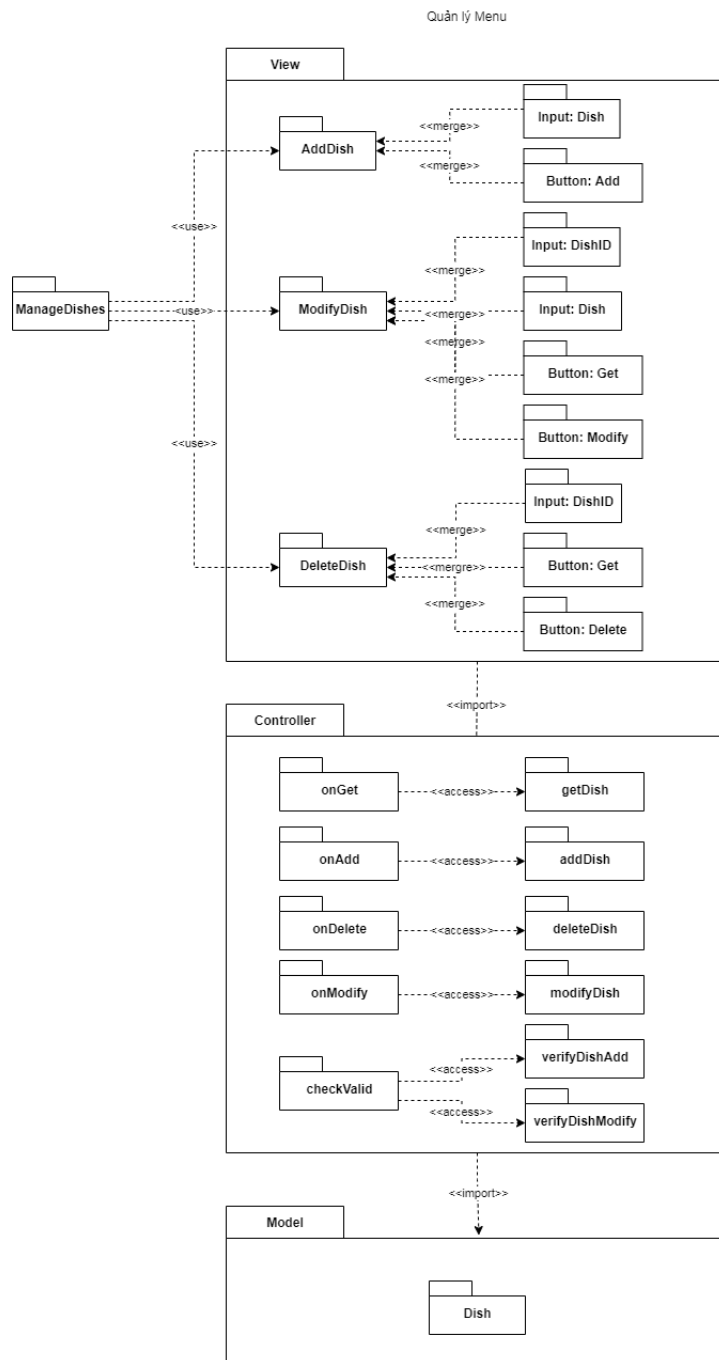 Quản lý Menu
View
Input: Dish
<<merge>>
AddDish
<<merge>>
Button: Add
<<use>>
Input: DishID
<<merge>>
ManageDishes
<<use>>
ModifyDish
<<merge>>
Input: Dish
<<merge>>
Button: Get
<<merge>>
Button: Modify
<<use>>
Input: DishID
<<merge>>
DeleteDish
<<mergre>>
Button: Get
<<merge>>
Button: Delete
<<import>>
Controller
onGet
<<access>>
getDish
onAdd
<<access>>
addDish
onDelete
<<access>>
deleteDish
onModify
<<access>>
modifyDish
verifyDishAdd
<<access>>
checkValid
<<access>>
verifyDishModify
<<import>>
Model
Dish